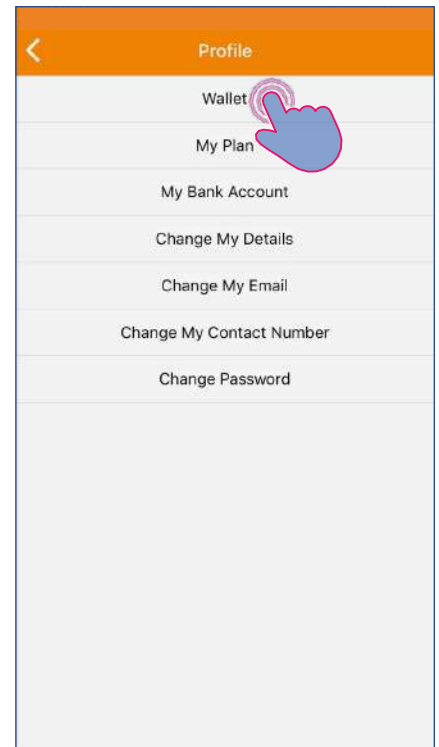 Profile
Wallet
My Plan
My Bank Account
Change My Details
Change My Email
Change My Contact Number
Change Password